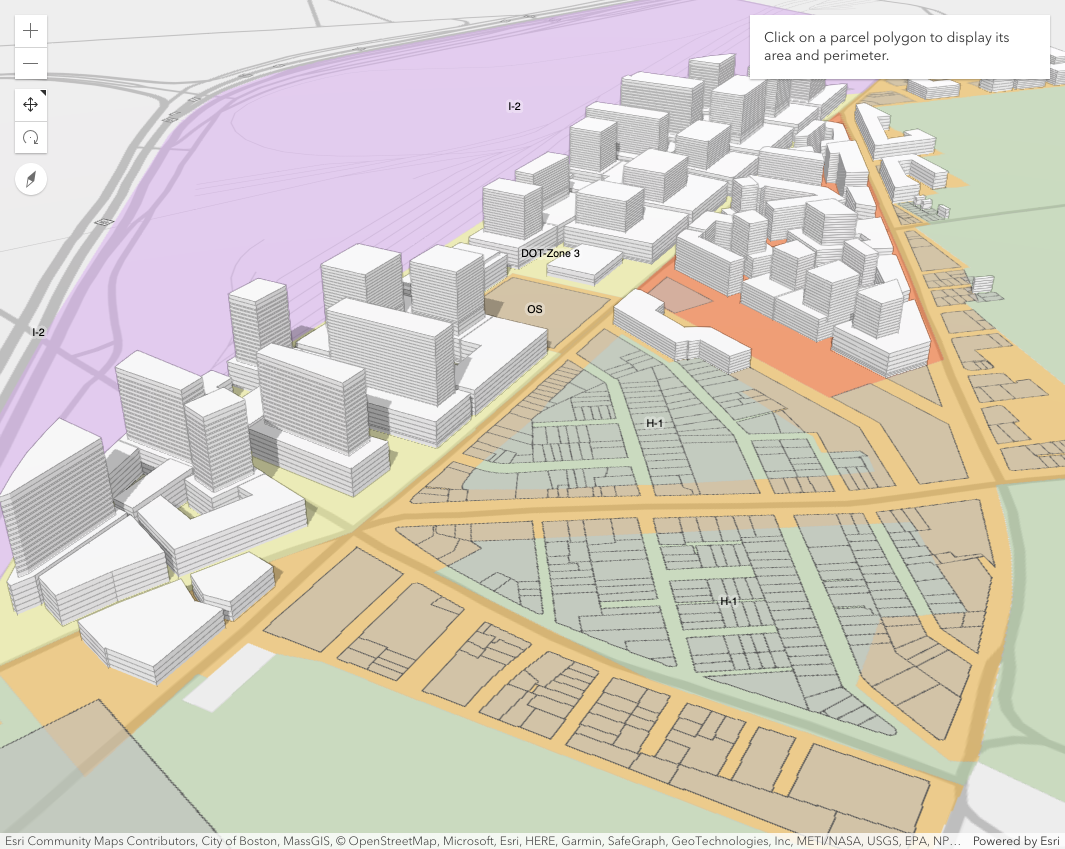 Click on a parcel polygon to display its
area and perimeter.
I-2
DOT-Zone 3
OS
I-2
H-1
H-1
Esri Community Maps Contributors, City of Boston, MassGIS, © OpenStreetMap, Microsoft, Esri, HERE, Garmin, SafeGraph, GeoTechnologies, Inc, METI/NASA, USGS, EPA, NP… Powered by Esri